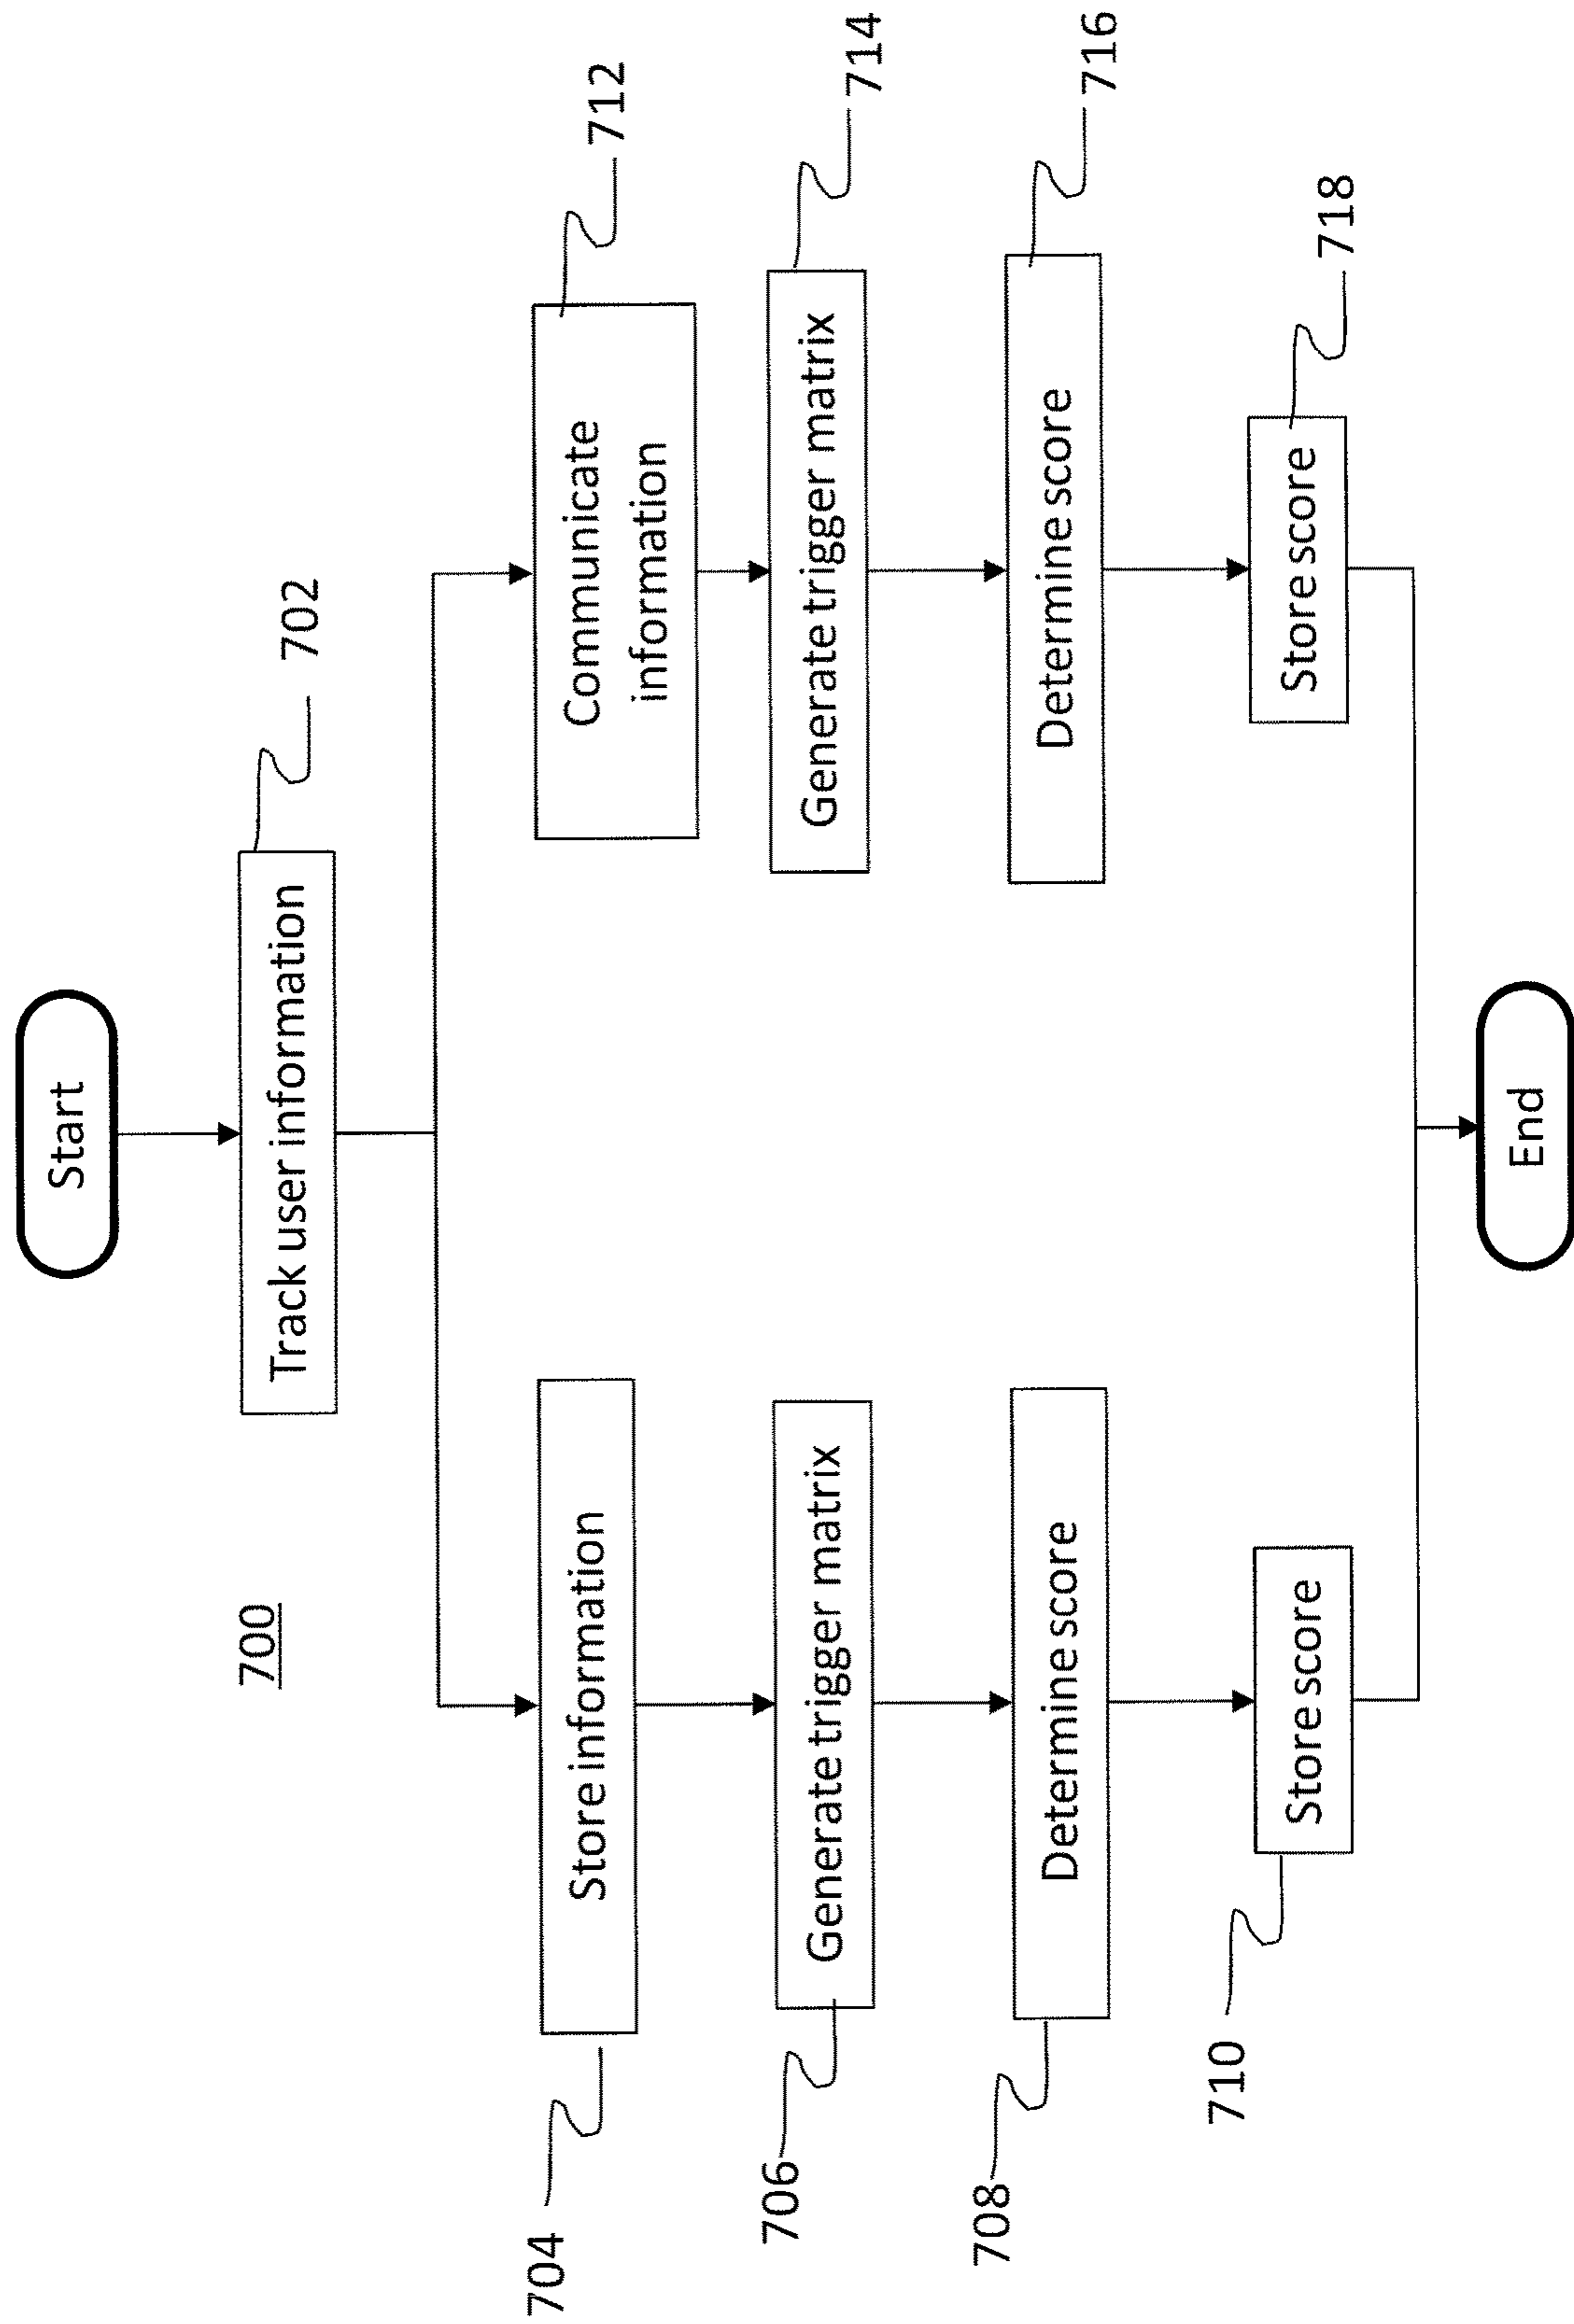 Start
700
Track user information
702
704
Store information
Communicate
information
712
706
Generate trigger matrix
Generate trigger matrix
714
708
Determine score
Determine score
716
710
Store score
Store score
718
End